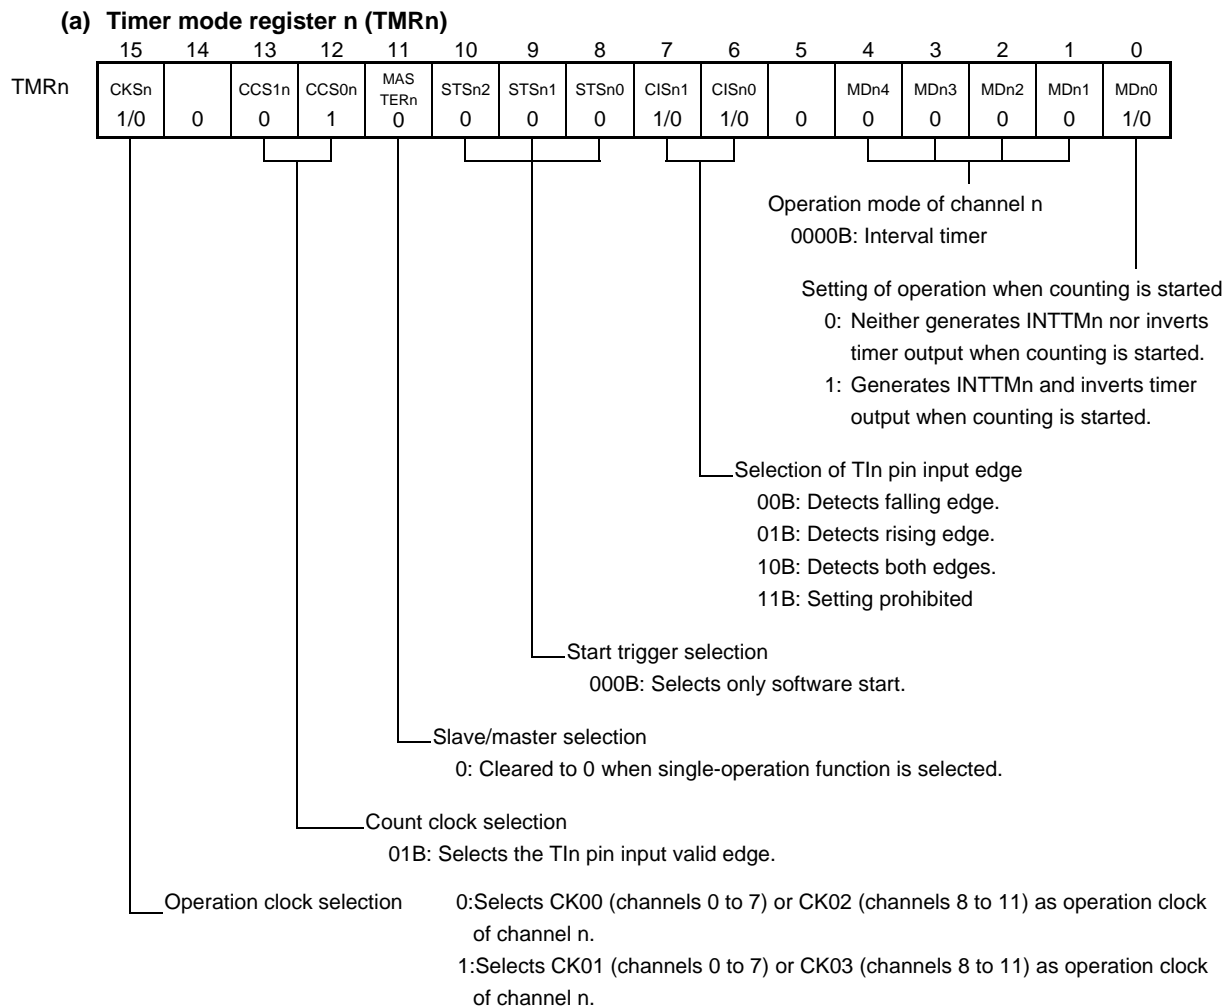 (a) Timer mode register n (TMRn)
15 14 13 12 11 10 9 8 7 6 5 4 3 2 1 0
TMRn CKSn CCS1n CCS0n MAS TERn STSn2 STSn1 STSn0 CISn1 CISn0 MDn4 MDn3 MDn2 MDn1 MDn0
1/0 0 0 1 0 0 0 0 1/0 1/0 0 0 0 0 0 1/0
Operation mode of channel n
0000B: Interval timer
Setting of operation when counting is started
0: Neither generates INTTMn nor inverts
timer output when counting is started.
1: Generates INTTMn and inverts timer
output when counting is started.
Selection of TIn pin input edge
00B: Detects falling edge.
01B: Detects rising edge.
10B: Detects both edges.
11B: Setting prohibited
Start trigger selection
000B: Selects only software start.
Slave/master selection
0: Cleared to 0 when single-operation function is selected.
Count clock selection
01B: Selects the TIn pin input valid edge.
Operation clock selection 0:Selects CK00 (channels 0 to 7) or CK02 (channels 8 to 11) as operation clock
of channel n.
1:Selects CK01 (channels 0 to 7) or CK03 (channels 8 to 11) as operation clock
of channel n.